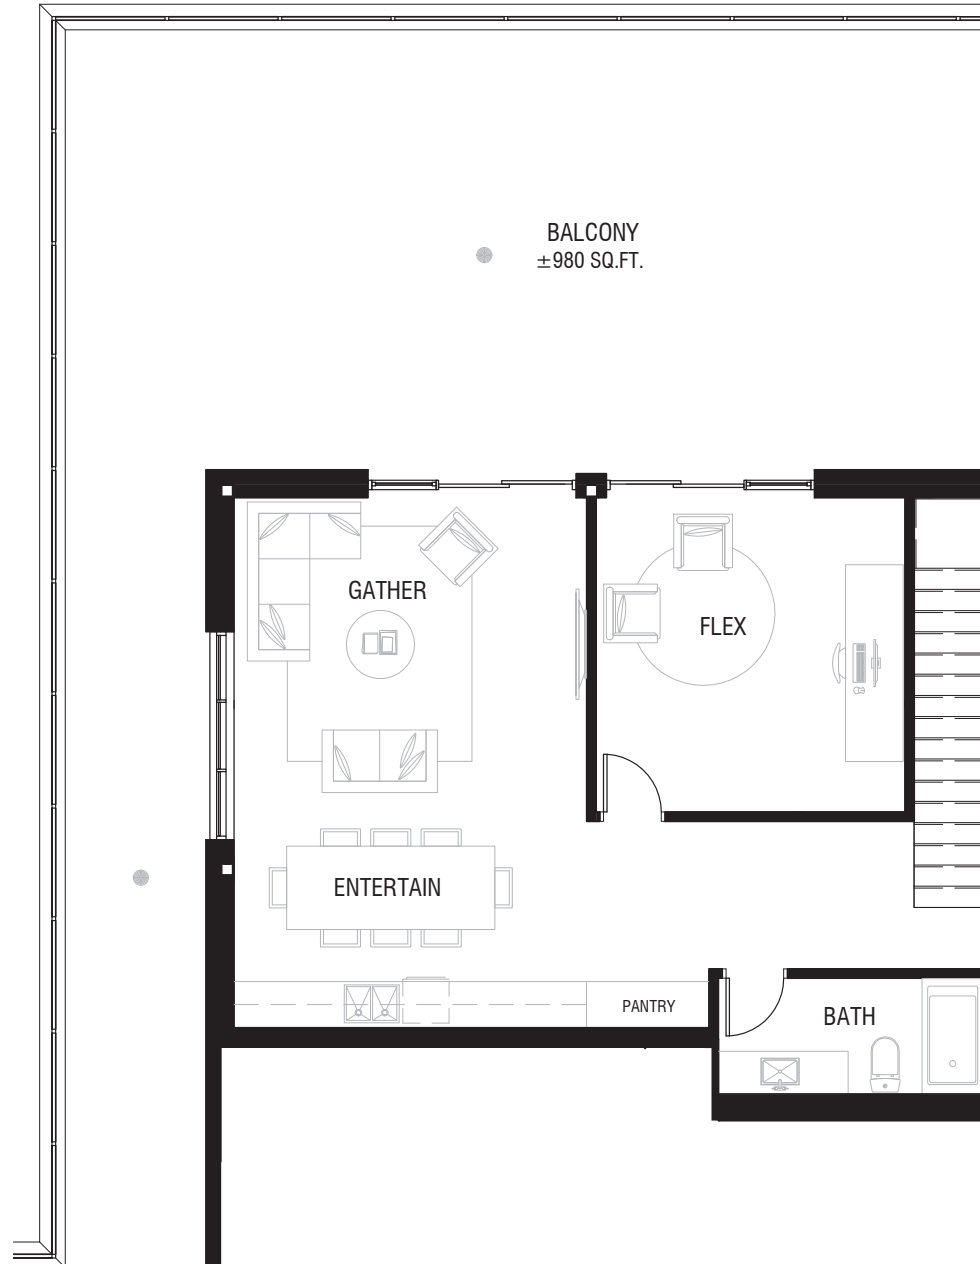 BALCONY
±980 SQ.FT.
GATHER
FLEX
ENTERTAIN
PANTRY
BATH